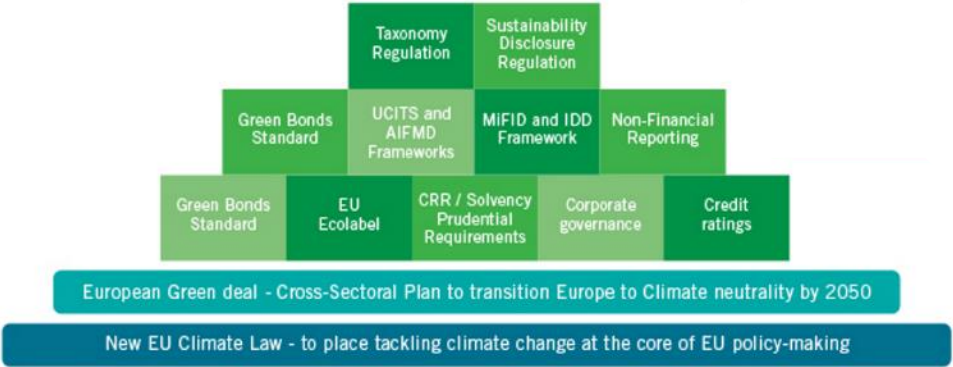 Taxonomy
Regulation
Sustainability
Disclosure
Regulation
Green Bonds
Standard
UCITS and
AIFMD
Frameworks
MiFID and IDD
Framework
Non-Financial
Reporting
Green Bonds
Standard
EU
Ecolabel
CRR / Solvency
Prudential
Requirements
Corporate
governance
Credit
ratings
European Green deal - Cross-Sectoral Plan to transition Europe to Climate neutrality by 2050
New EU Climate Law - to place tackling climate change at the core of EU policy-making